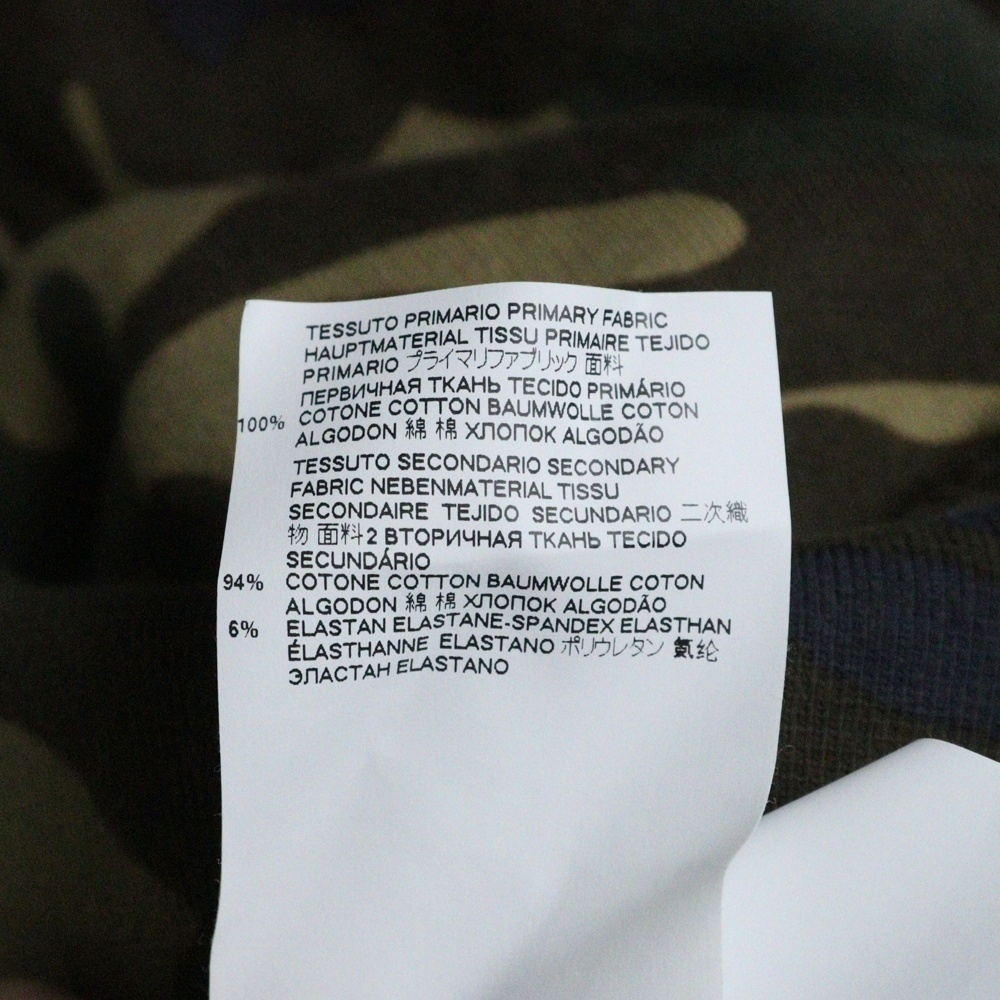 TESSUTO PRIMARIO PRIMARY FABRIC
HAUPTMATERIAL TISSU PRIMAIRE TEJIDO
PRIMARIO プライマリファブリック 面料
ПЕРВИЧНАЯ ТКАНЬ TECIDO PRIMÁRIO
100% COTONE COTTON BAUMWOLLE COTON
ALGODON 綿 棉 ХЛОПОК ALGODÃO
TESSUTO SECONDARIO SECONDARY
FABRIC NEBENMATERIAL TISSU
SECONDAIRE TEJIDO SECUNDARIO 二次織
物 面料2 ВТОРИЧНАЯ ТКАНЬ TECIDO
SECUNDÁRIO
94% COTONE COTTON BAUMWOLLE COTON
ALGODON 綿 棉 ХЛОПОК ALGODÃO
6% ELASTAN ELASTANE-SPANDEX ELASTHAN
ÉLASTHANNE ELASTANO ポリウレタン 氨纶
ЭЛАСТАН ELASTANO